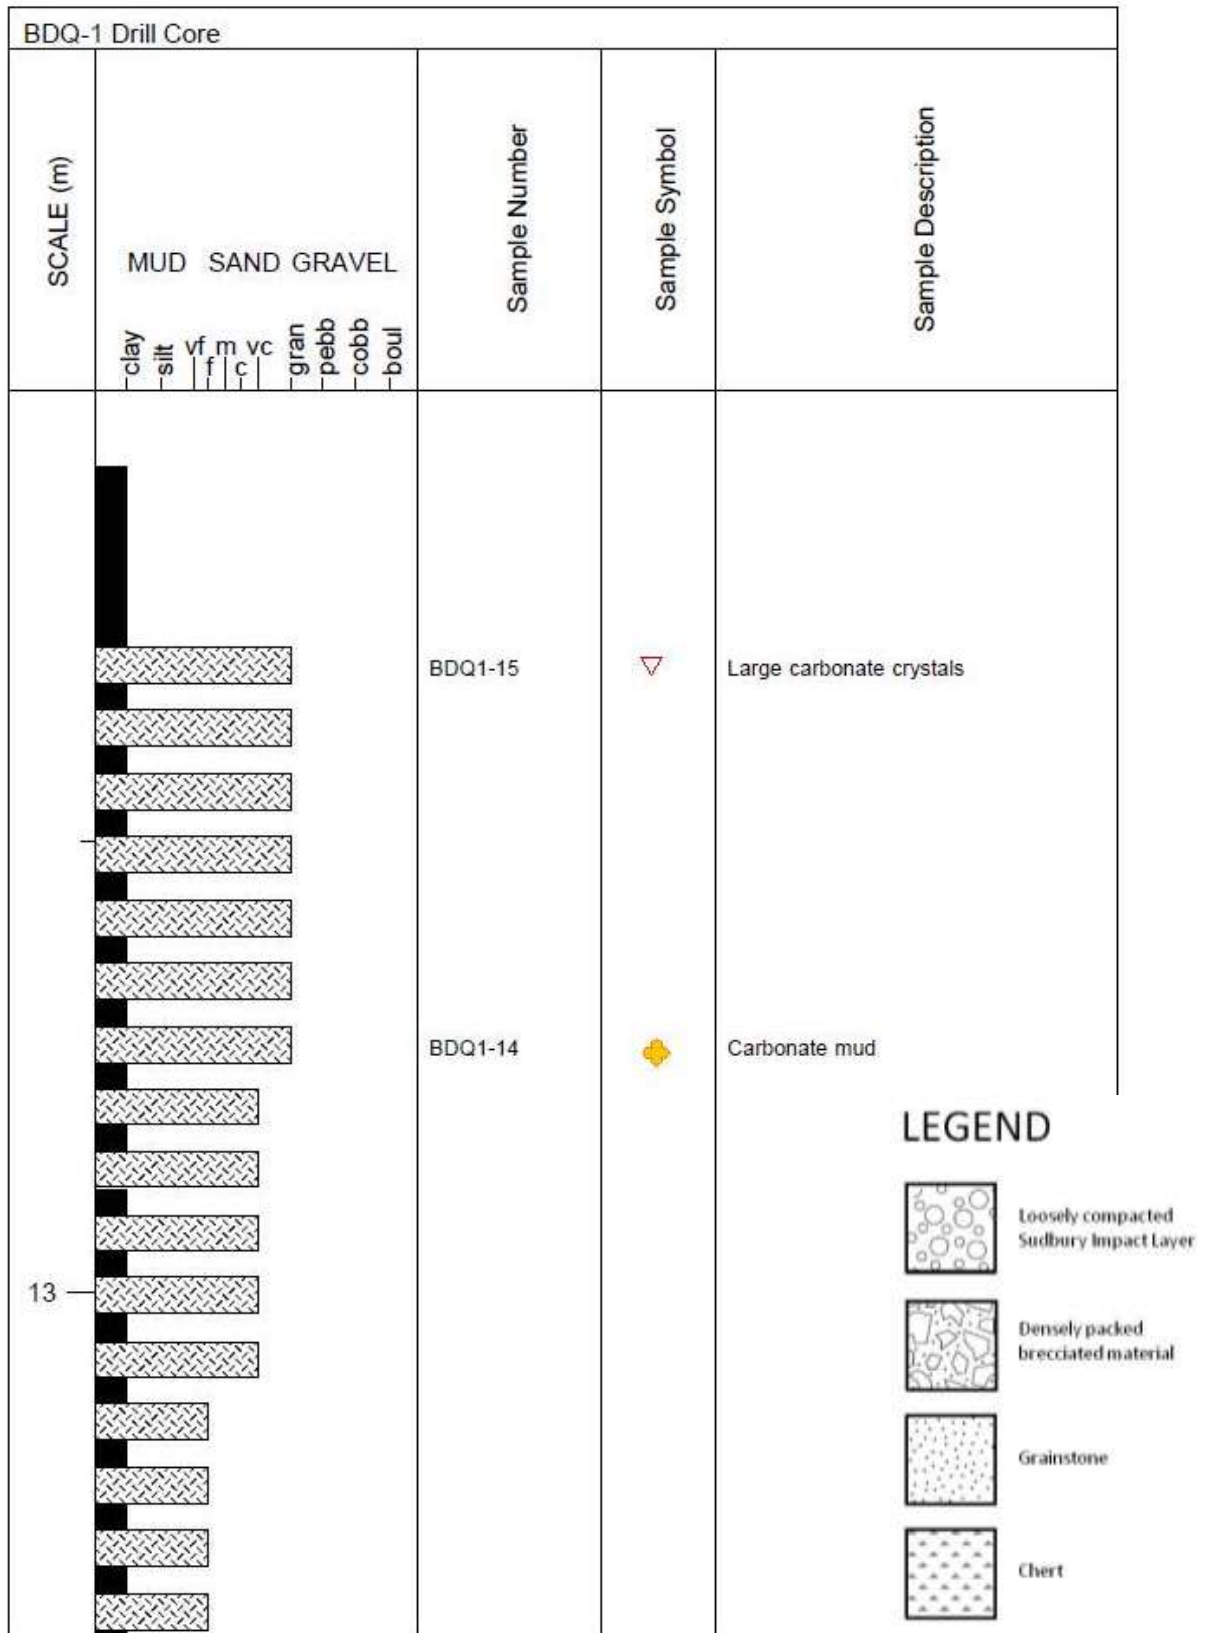 BDQ-1 Drill Core
SCALE (m)
MUD SAND GRAVEL
clay
silt
vf
f
m
c
vc
gran
pebb
cobb
boul
Sample Number
Sample Symbol
Sample Description
BDQ1-15
Large carbonate crystals
BDQ1-14
Carbonate mud
13
LEGEND
Loosely compacted
Sudbury Impact Layer
Densely packed
brecciated material
Grainstone
Chert